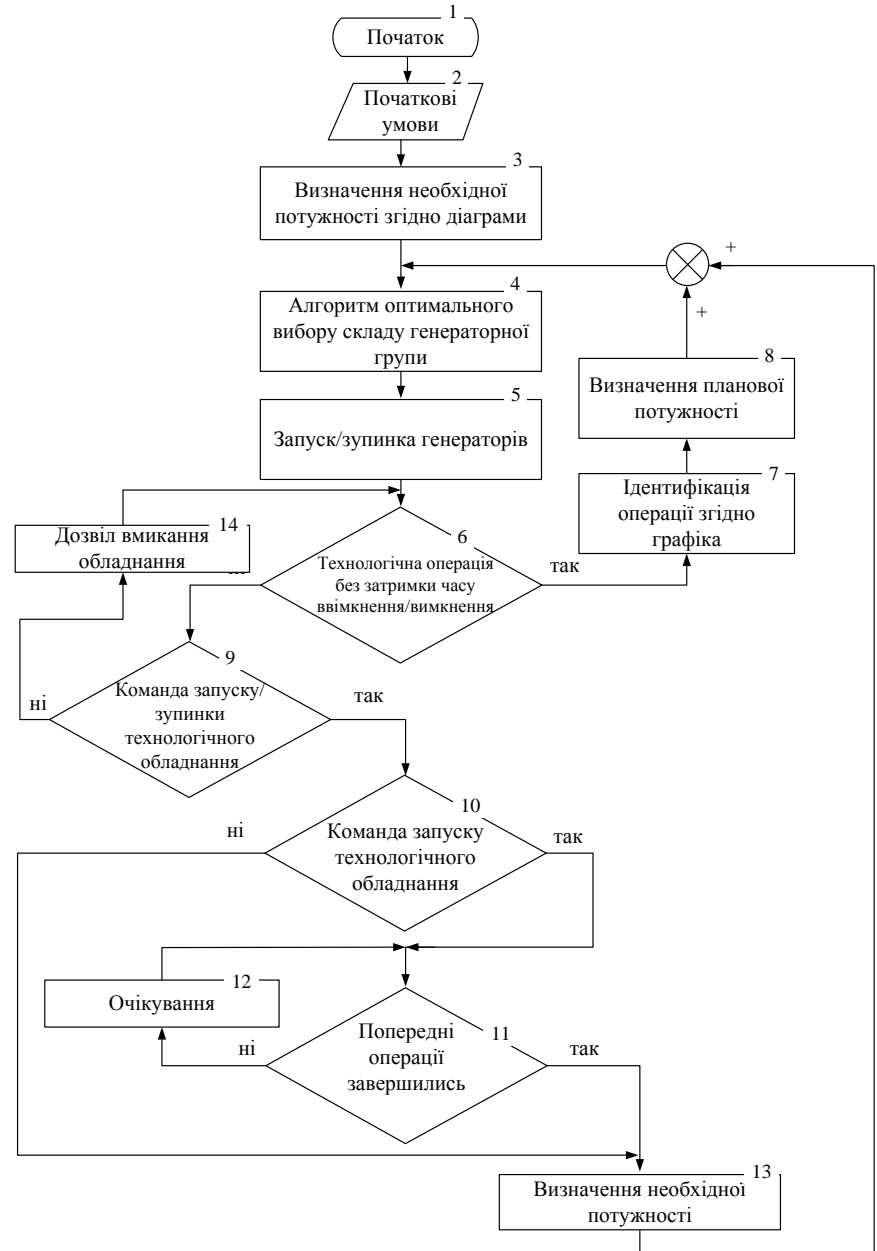 1
Початок
2
Початкові
умови
3
Визначення необхідної
потужності згідно діаграми
+
4
Алгоритм оптимального
вибору складу генераторної
групи
+
8
Визначення планової
потужності
5
Запуск/зупинка генераторів
7
Ідентифікація
операції згідно
графіка
14
Дозвіл вмикання
обладнання
6
Технологічна операція
без затримки часу
ввімкнення/вимкнення
так
9
Команда запуску/
зупинки
технологічного
обладнання
ні
так
10
Команда запуску
технологічного
обладнання
ні
так
12
Очікування
11
Попередні
операції
завершились
ні
так
13
Визначення необхідної
потужності